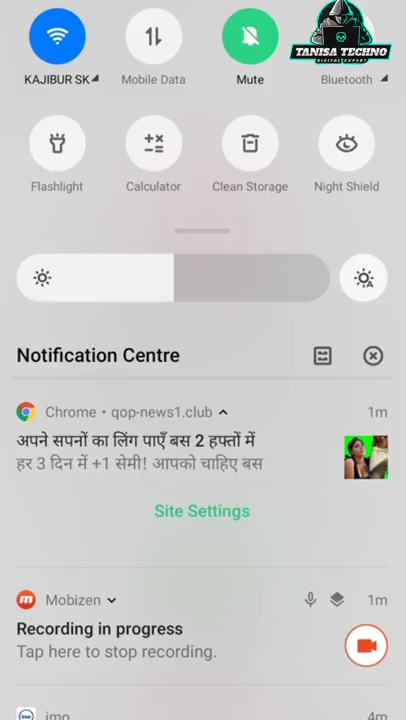 TANISA TECHNO
DIGITAL EXPERT
KAJIBUR SK
Mobile Data
Mute
Bluetooth
Flashlight
Calculator
Clean Storage
Night Shield
Notification Centre
Chrome • qop-news1.club
1m
अपने सपनों का लिंग पाएँ बस 2 हफ्तों में
हर 3 दिन में +1 सेमी! आपको चाहिए बस
Site Settings
Mobizen
1m
Recording in progress
Tap here to stop recording.
imo
4m